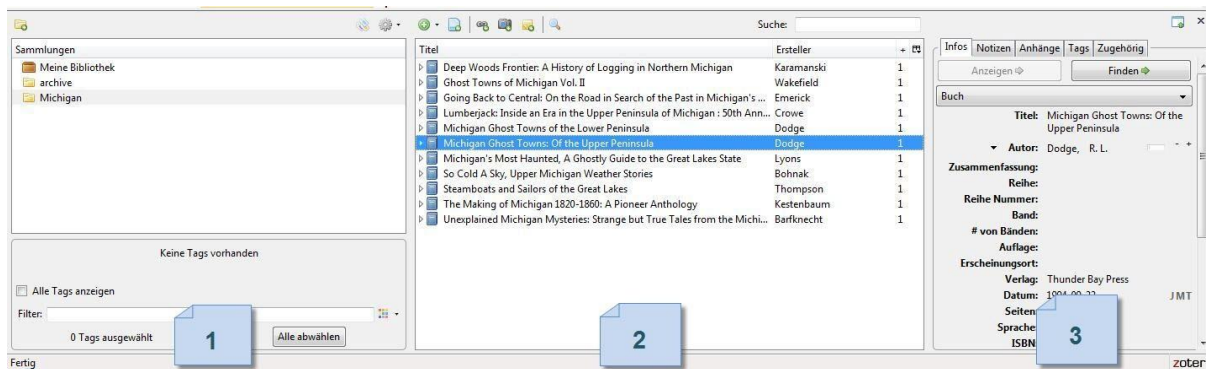 Suche:
Sammlungen
Meine Bibliothek
archive
Michigan
Keine Tags vorhanden
Alle Tags anzeigen
Filter:
0 Tags ausgewählt
Alle abwählen
1
Titel Ersteller +
Deep Woods Frontier: A History of Logging in Northern Michigan Karamanski 1
Ghost Towns of Michigan Vol. II Wakefield 1
Going Back to Central: On the Road in Search of the Past in Michigan's ... Emerick 1
Lumberjack: Inside an Era in the Upper Peninsula of Michigan : 50th Ann... Crowe 1
Michigan Ghost Towns of the Lower Peninsula Dodge 1
Michigan Ghost Towns: Of the Upper Peninsula Dodge 1
Michigan's Most Haunted, A Ghostly Guide to the Great Lakes State Lyons 1
So Cold A Sky, Upper Michigan Weather Stories Bohnak 1
Steamboats and Sailors of the Great Lakes Thompson 1
The Making of Michigan 1820-1860: A Pioneer Anthology Kestenbaum 1
Unexplained Michigan Mysteries: Strange but True Tales from the Michi... Barfknecht 1
2
Infos Notizen Anhänge Tags Zugehörig
Anzeigen Finden
Buch
Titel: Michigan Ghost Towns: Of the
Upper Peninsula
Autor: Dodge, R. L. - +
Zusammenfassung:
Reihe:
Reihe Nummer:
Band:
# von Bänden:
Auflage:
Erscheinungsort:
Verlag: Thunder Bay Press
Datum: JMT
Seiten
Sprache
ISBN
3
Fertig
zoter